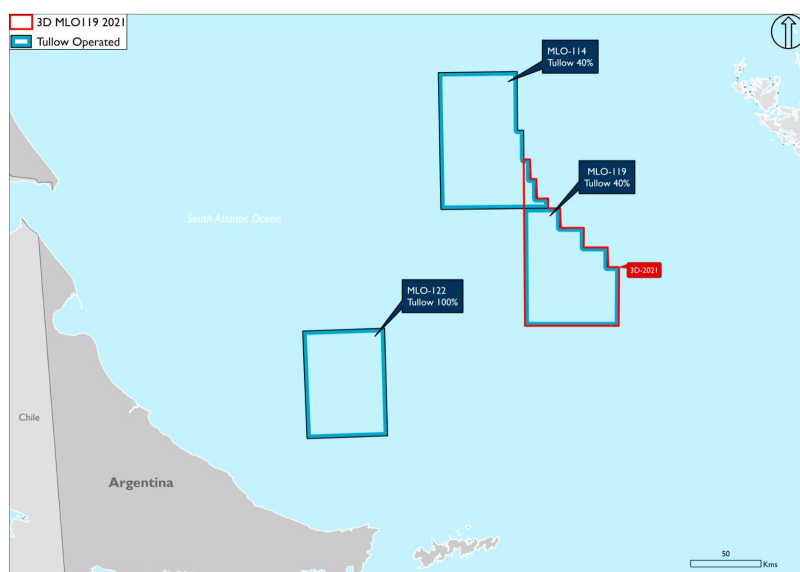 3D MLO119 2021
Tullow Operated
MLO-114
Tullow 40%
MLO-119
Tullow 40%
South Atlantic Ocean
3D-2021
MLO-122
Tullow 100%
Chile
Argentina
50
Kms